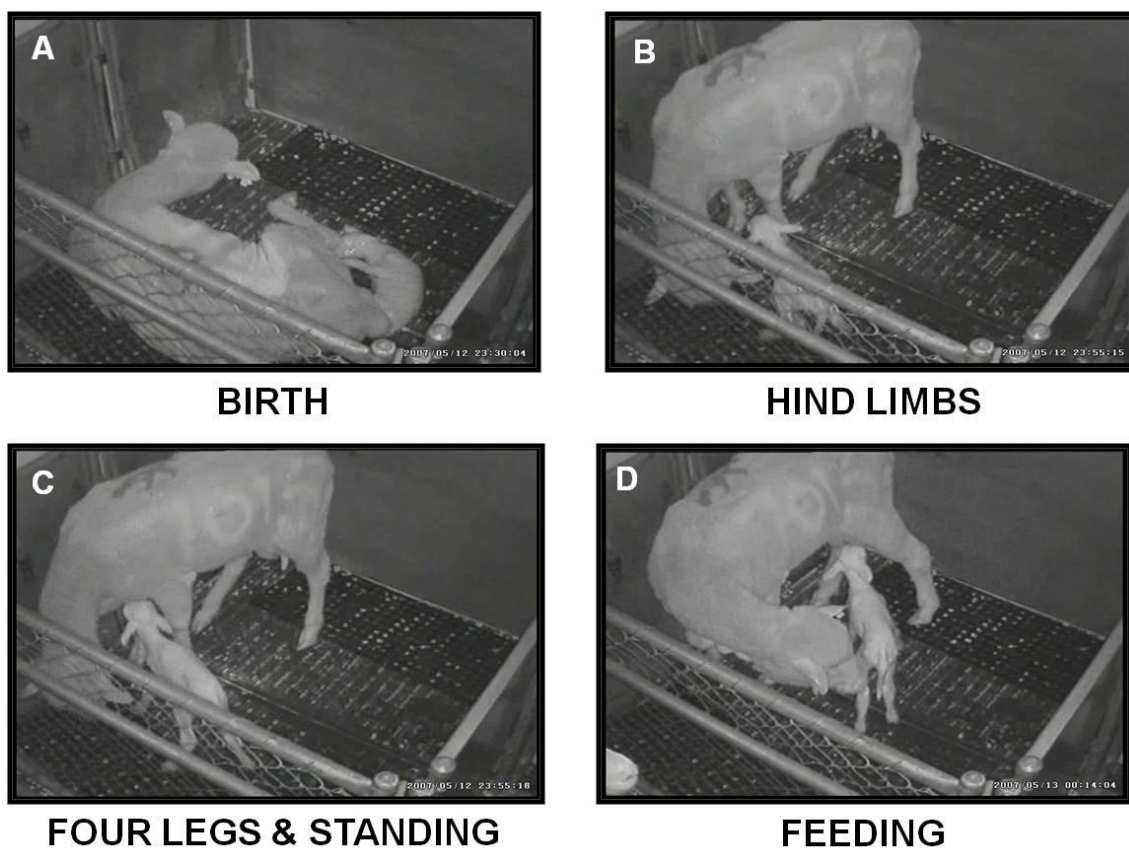 A
2007/05/12 23:30:04
BIRTH
B
2007/05/12 23:55:15
HIND LIMBS
C
2007/05/12 23:55:18
FOUR LEGS & STANDING
D
2007/05/13 00:14:04
FEEDING